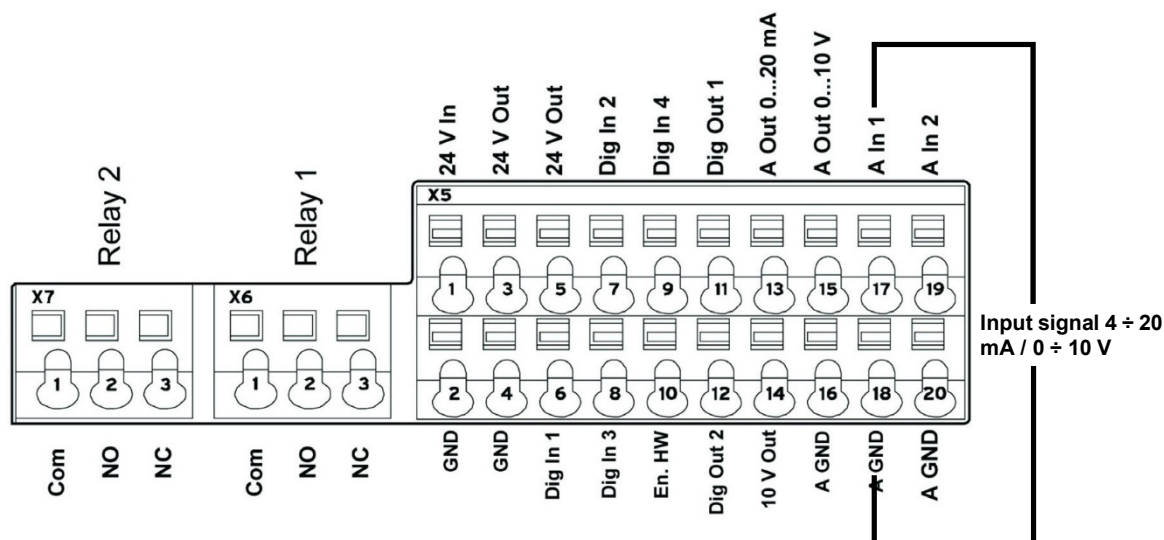 24 V In
24 V Out
24 V Out
Dig In 2
Dig In 4
Dig Out 1
A Out 0...20 mA
A Out 0...10 V
A In 1
A In 2
Relay 2
Relay 1
X5
1 3 5 7 9 11 13 15 17 19
X7
X6
Input signal 4 ÷ 20
mA / 0 ÷ 10 V
1 2 3
1 2 3
2 4 6 8 10 12 14 16 18 20
Com
NO
NC
Com
NO
NC
GND
GND
Dig In 1
Dig In 3
En. HW
Dig Out 2
10 V Out
A GND
A GND
A GND